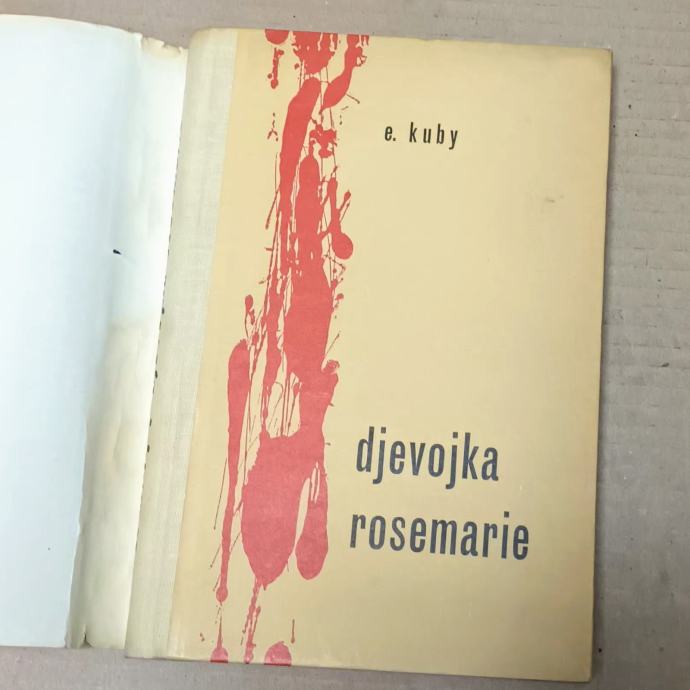 e. kuby
djevojka
rosemarie